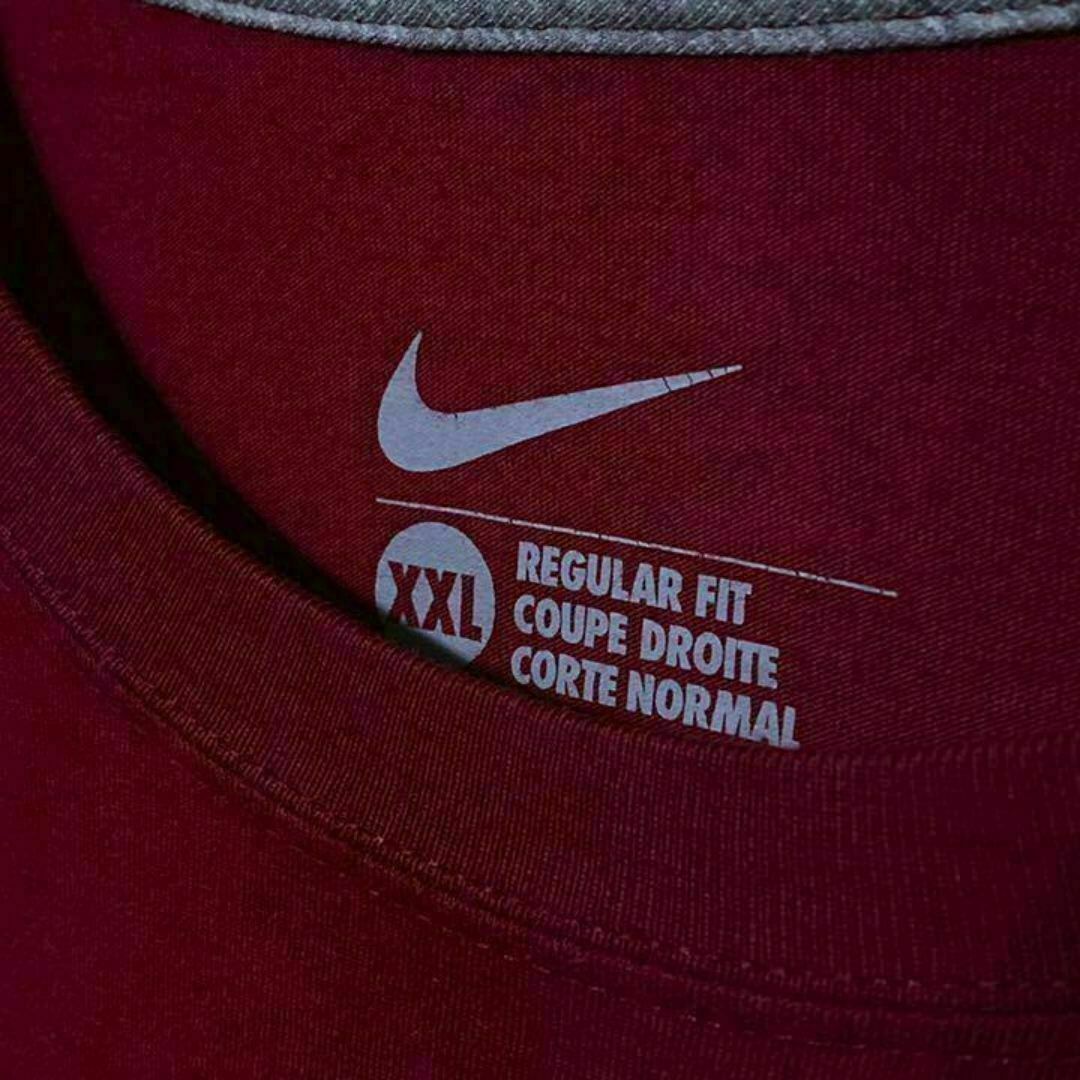 XXL
REGULAR FIT
COUPE DROITE
CORTE NORMAL